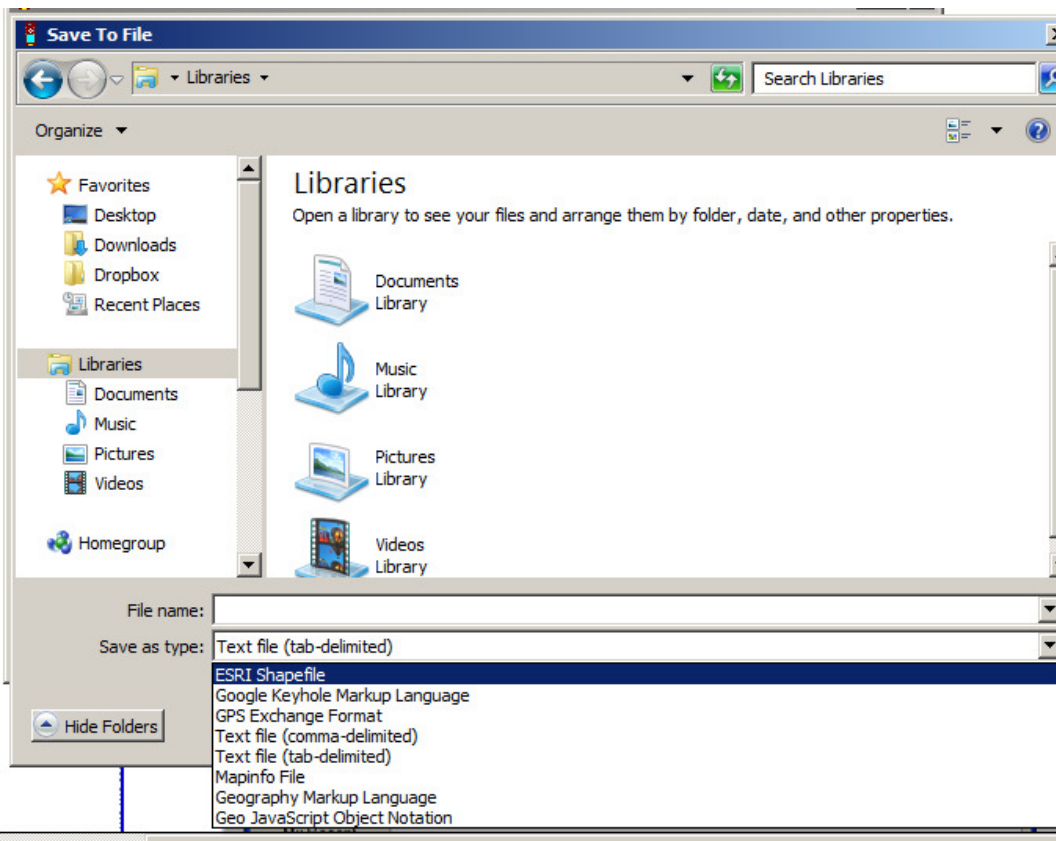 Save To File
Libraries
Search Libraries
Organize
Favorites
Desktop
Downloads
Dropbox
Recent Places
Libraries
Documents
Music
Pictures
Videos
Homegroup
Libraries
Open a library to see your files and arrange them by folder, date, and other properties.
Documents
Library
Music
Library
Pictures
Library
Videos
Library
File name:
Save as type: Text file (tab-delimited)
ESRI Shapefile
Google Keyhole Markup Language
GPS Exchange Format
Text file (comma-delimited)
Text file (tab-delimited)
Mapinfo File
Geography Markup Language
Geo JavaScript Object Notation
Hide Folders